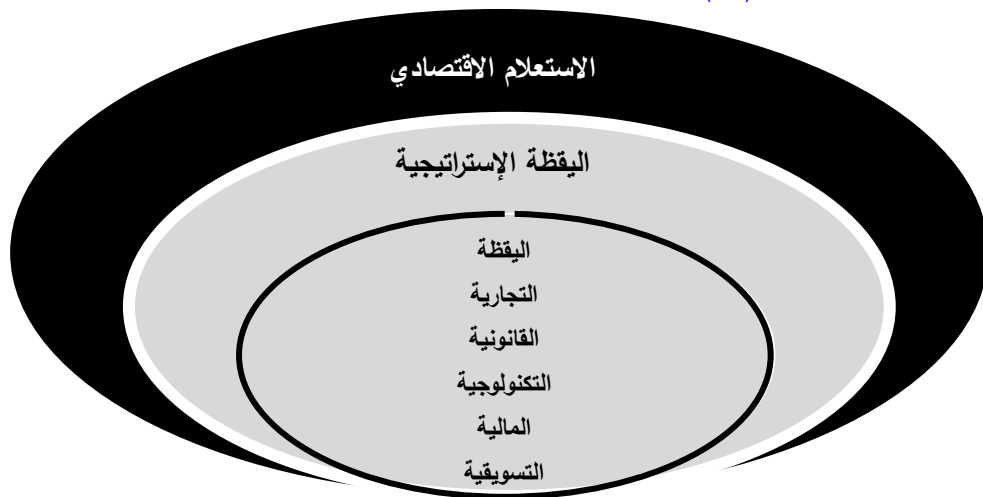 الاستعلام الاقتصادي
اليقظة الإستراتيجية
اليقظة
التجارية
القانونية
التكنولوجية
المالية
التسويقية